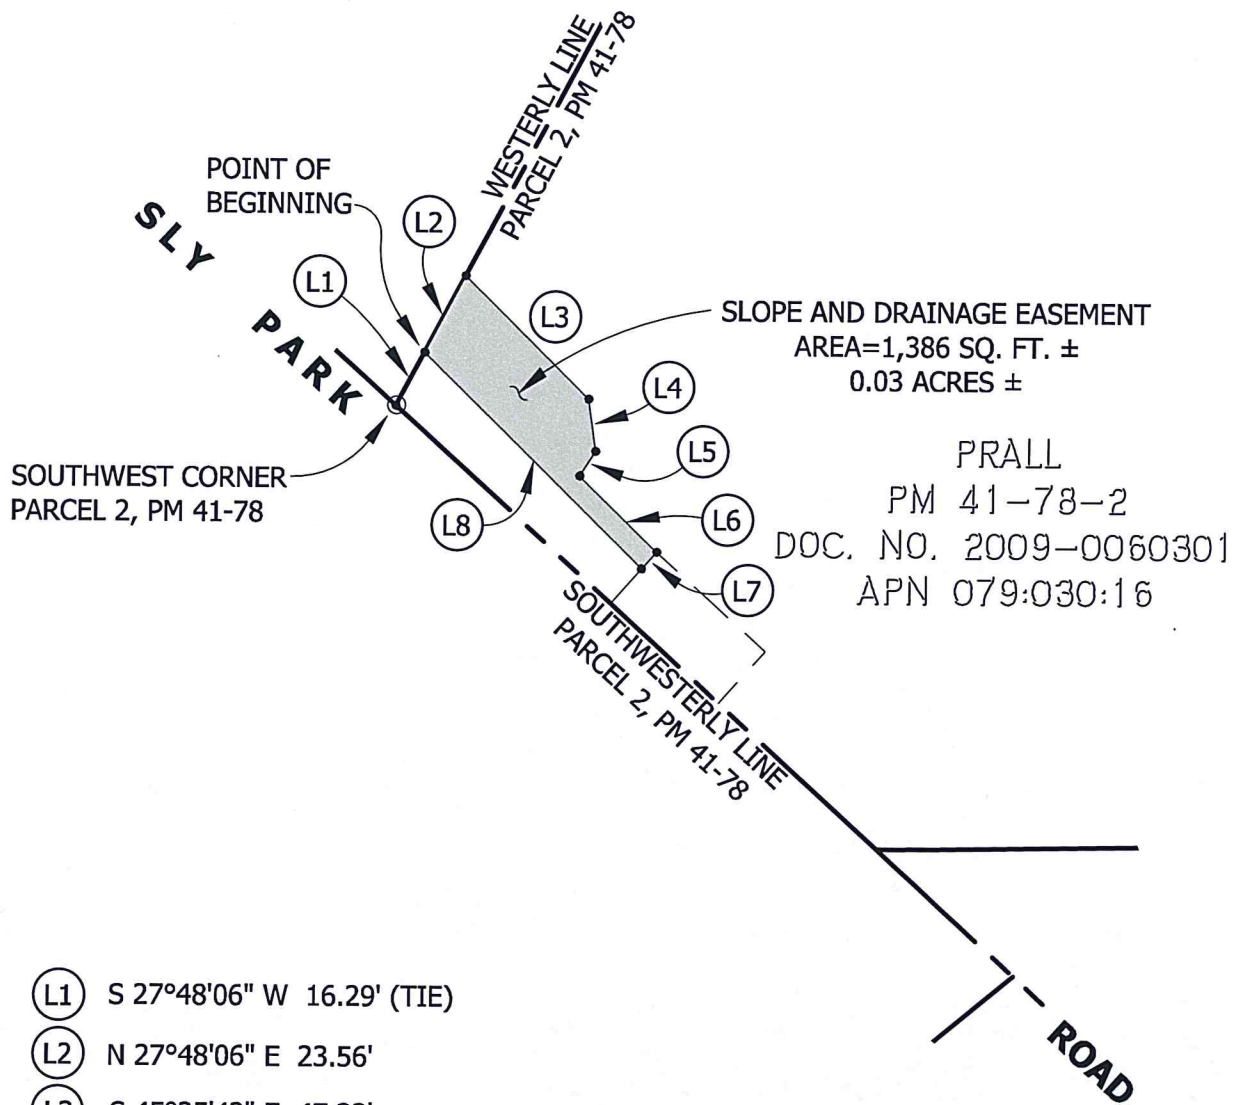 WESTERLY LINE
PARCEL 2, PM 41-78
POINT OF
BEGINNING
L2
L1
SLY PARK
L3
SLOPE AND DRAINAGE EASEMENT
AREA=1,386 SQ. FT. ±
0.03 ACRES ±
L4
L5
PRALL
PM 41-78-2
DOC. NO. 2009-0060301
APN 079:030:16
SOUTHWEST CORNER
PARCEL 2, PM 41-78
L8
L6
L7
SOUTHWESTERLY LINE
PARCEL 2, PM 41-78
ROAD
L1 S 27°48'06" W 16.29' (TIE)
L2 N 27°48'06" E 23.56'